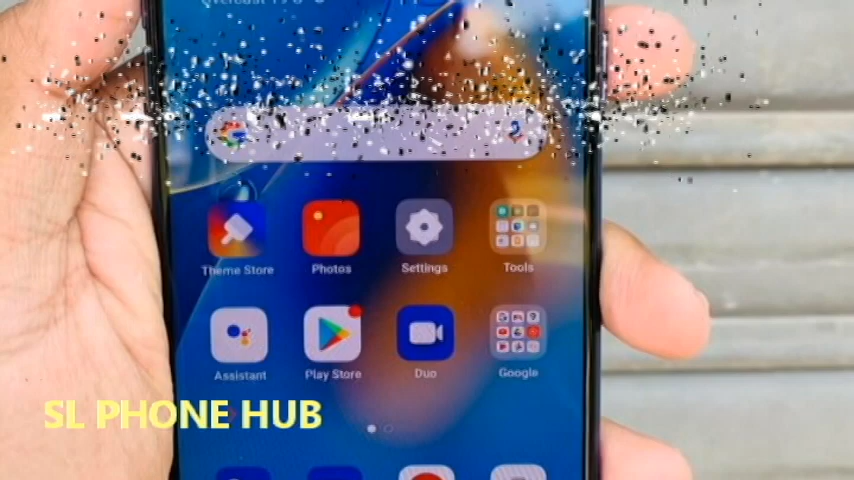 Theme Store
Photos
Settings
Tools
Assistant
Play Store
Duo
Google
SL PHONE HUB